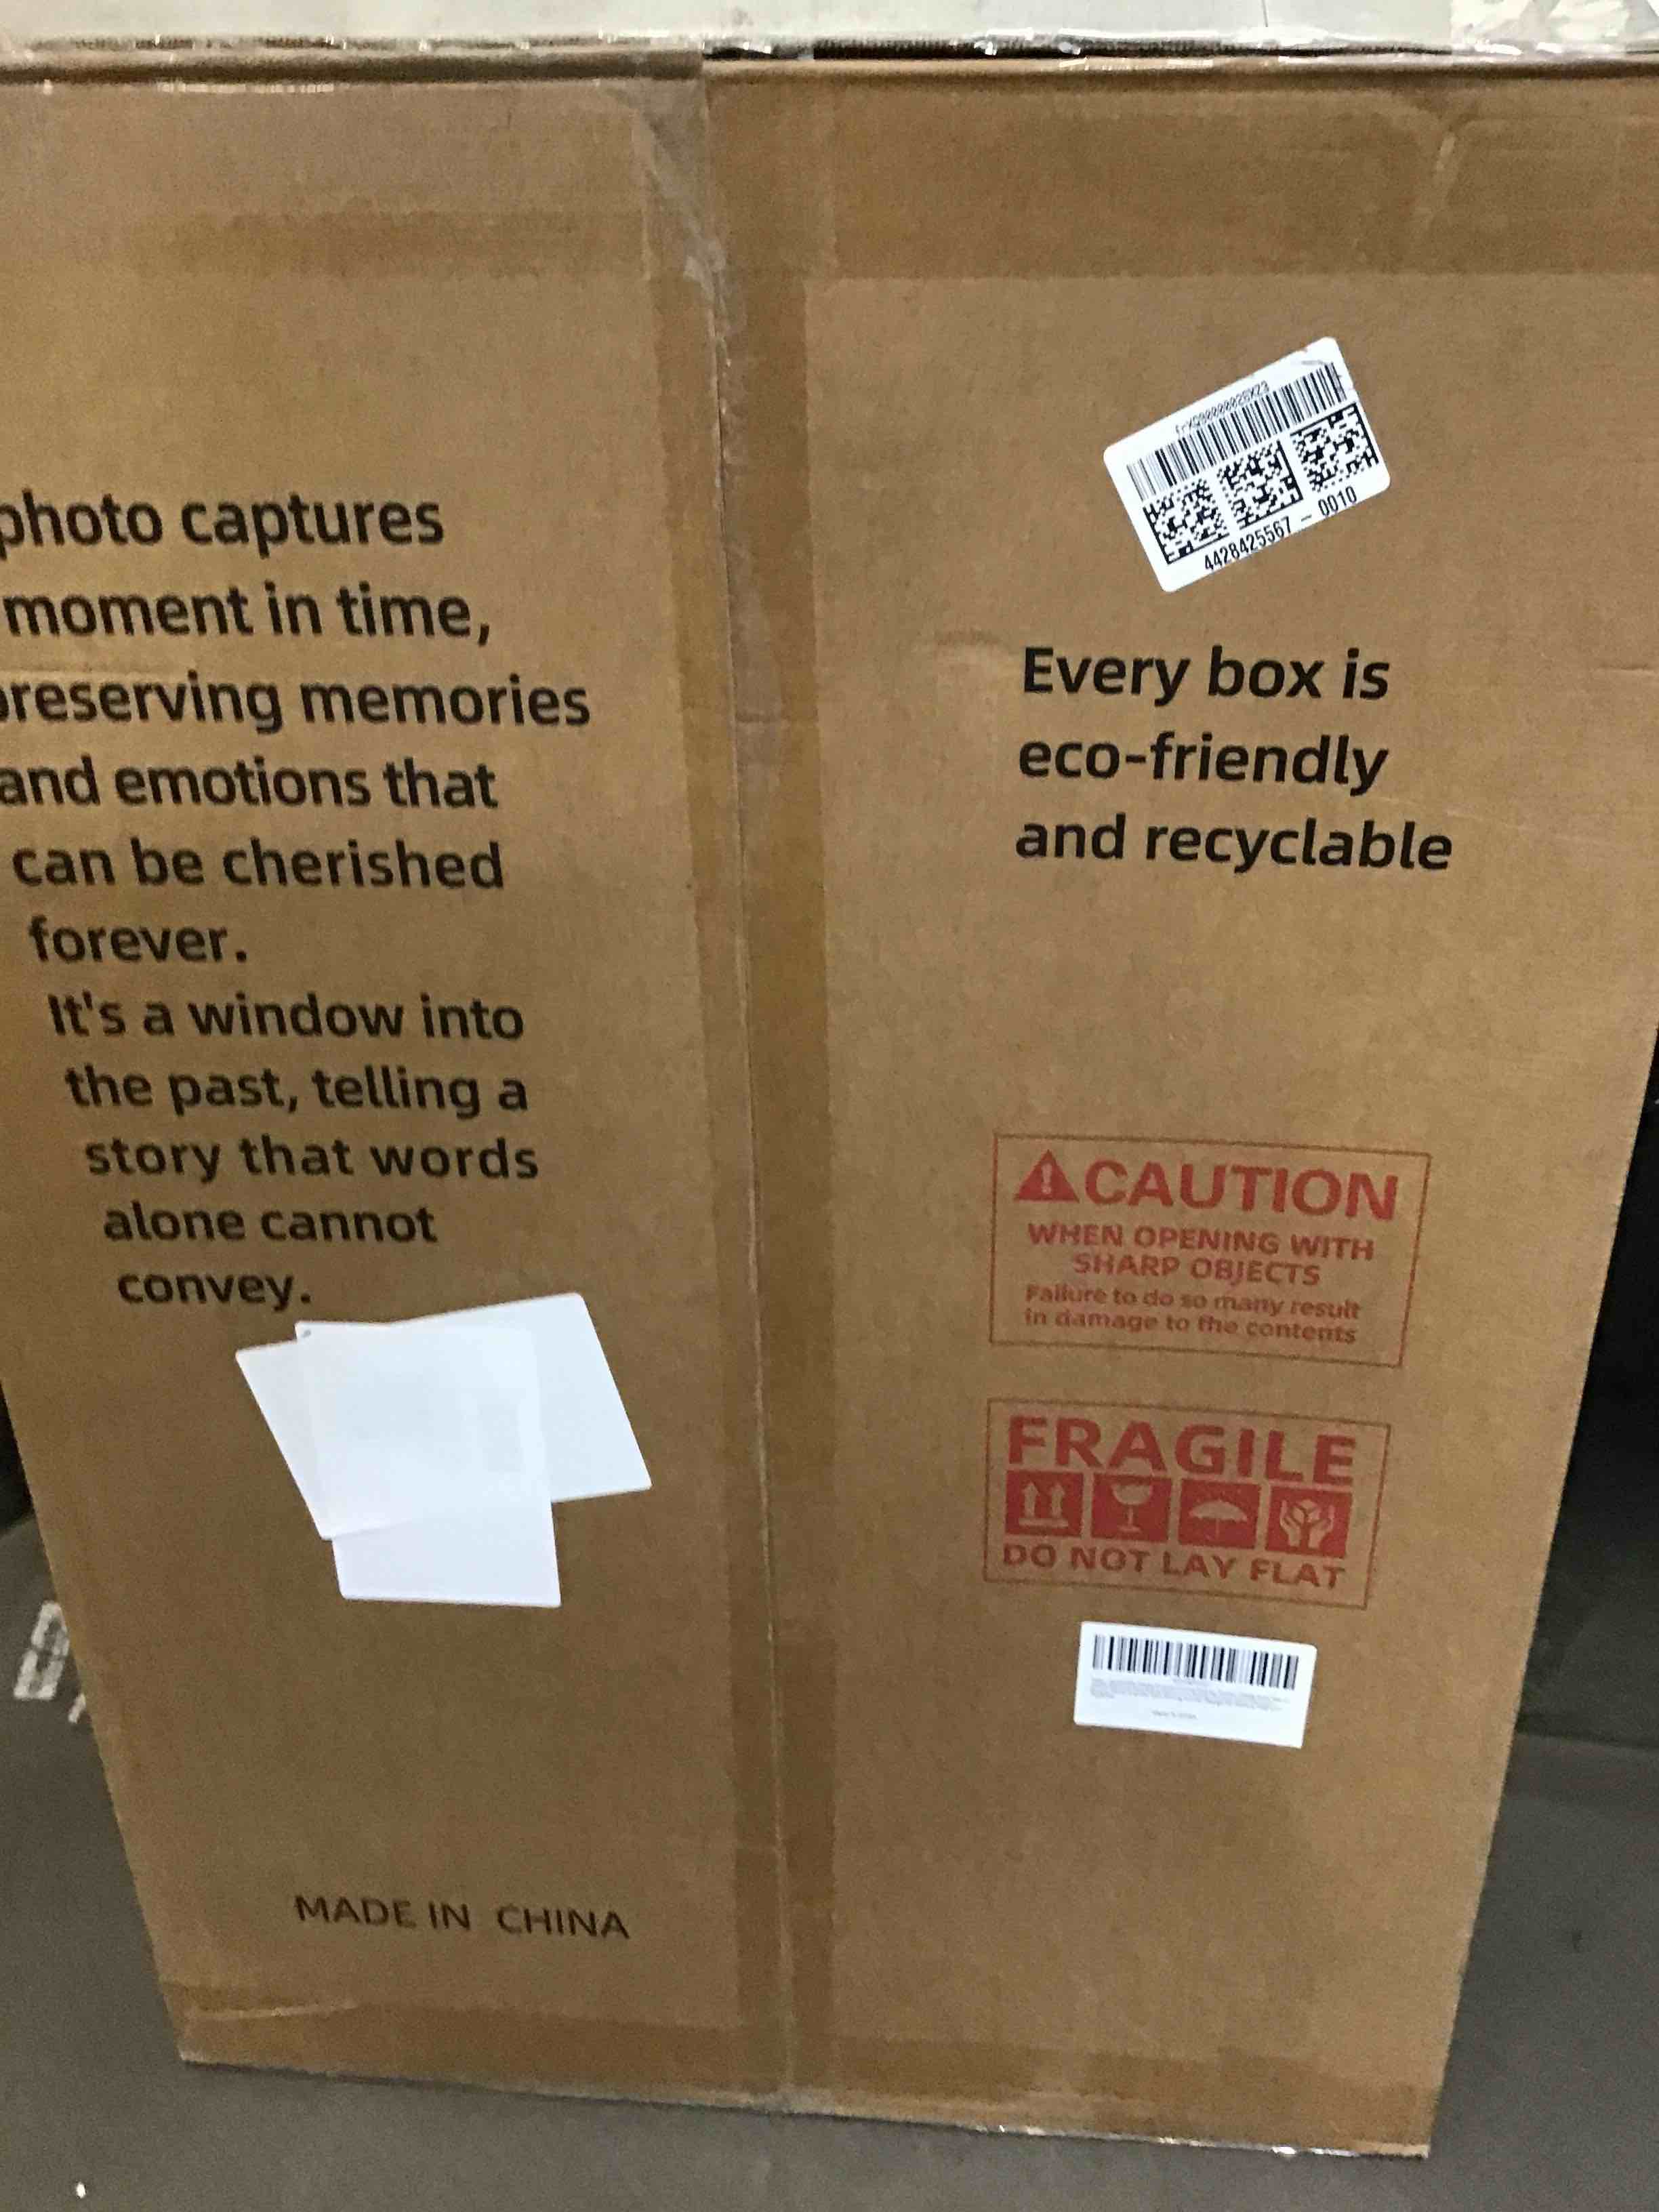 photo captures
moment in time,
preserving memories
and emotions that
can be cherished
forever.
It's a window into
the past, telling a
story that words
alone cannot
convey.
MADE IN CHINA
4428425567 - 0010
Every box is
eco-friendly
and recyclable
CAUTION
WHEN OPENING WITH
SHARP OBJECTS
Failure to do so many result
in damage to the contents
FRAGILE
DO NOT LAY FLAT